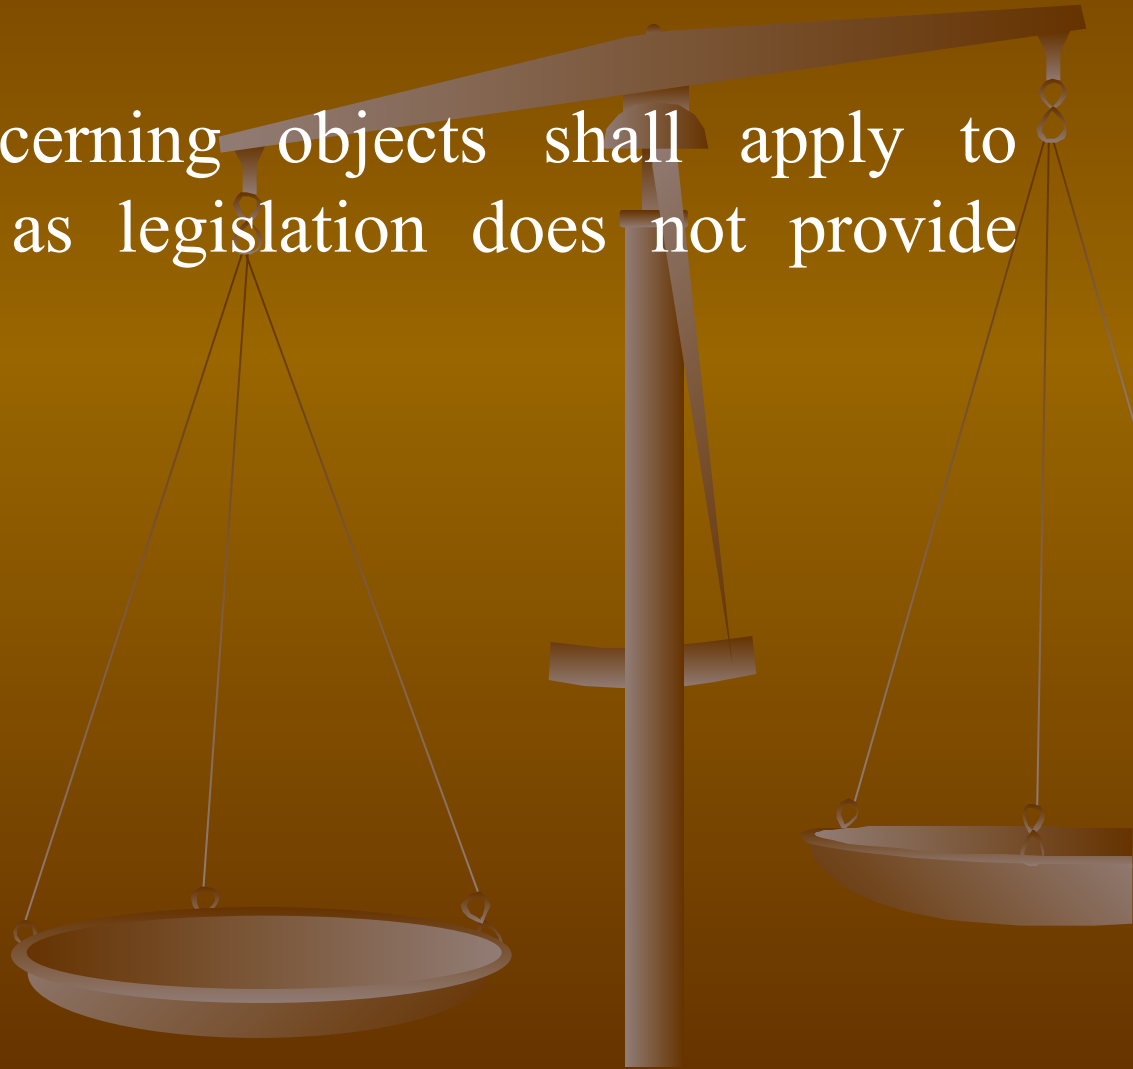 cerning objects shall apply to
as legislation does not provide